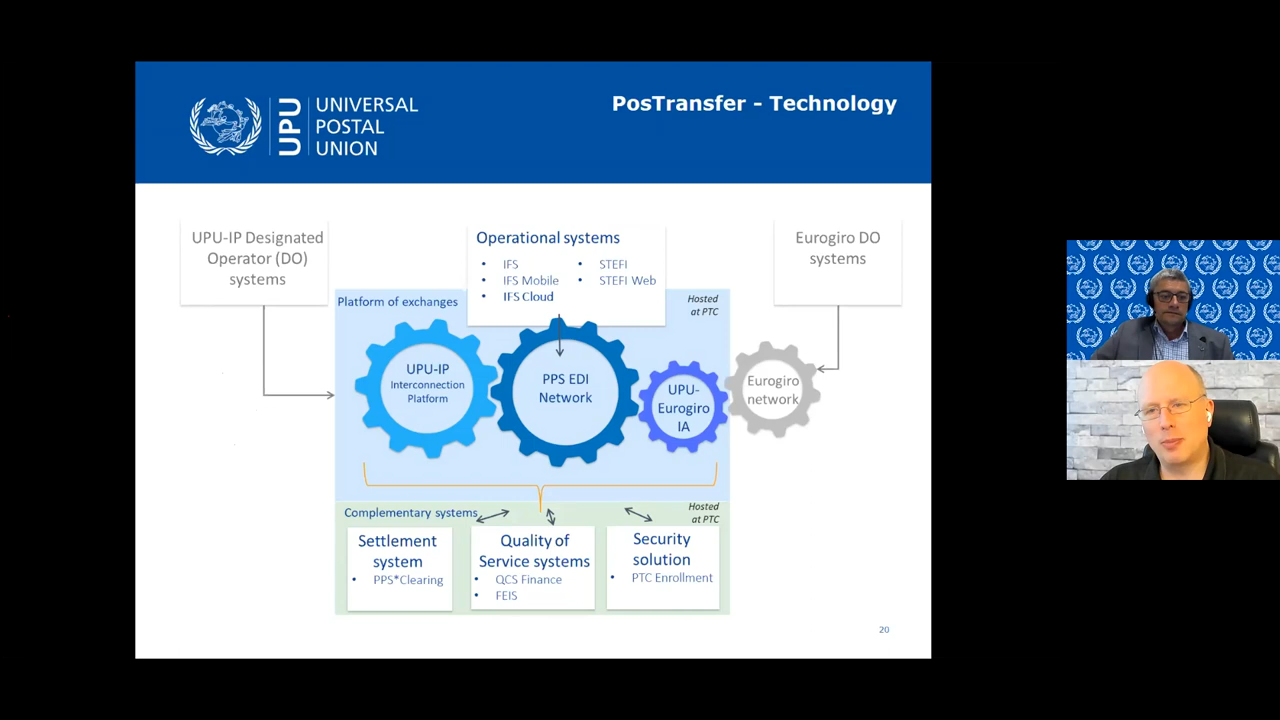 UPU
UNIVERSAL
POSTAL
UNION
PosTransfer - Technology
UPU-IP Designated
Operator (DO)
systems
Operational systems
• IFS
• IFS Mobile
• IFS Cloud
• STEFI
• STEFI Web
Eurogiro DO
systems
Platform of exchanges
Hosted
at PTC
UPU-IP
Interconnection
Platform
PPS EDI
Network
UPU-
Eurogiro
IA
Eurogiro
network
Complementary systems
Hosted
at PTC
Settlement
system
• PPS*Clearing
Quality of
Service systems
• QCS Finance
• FEIS
Security
solution
• PTC Enrollment
20